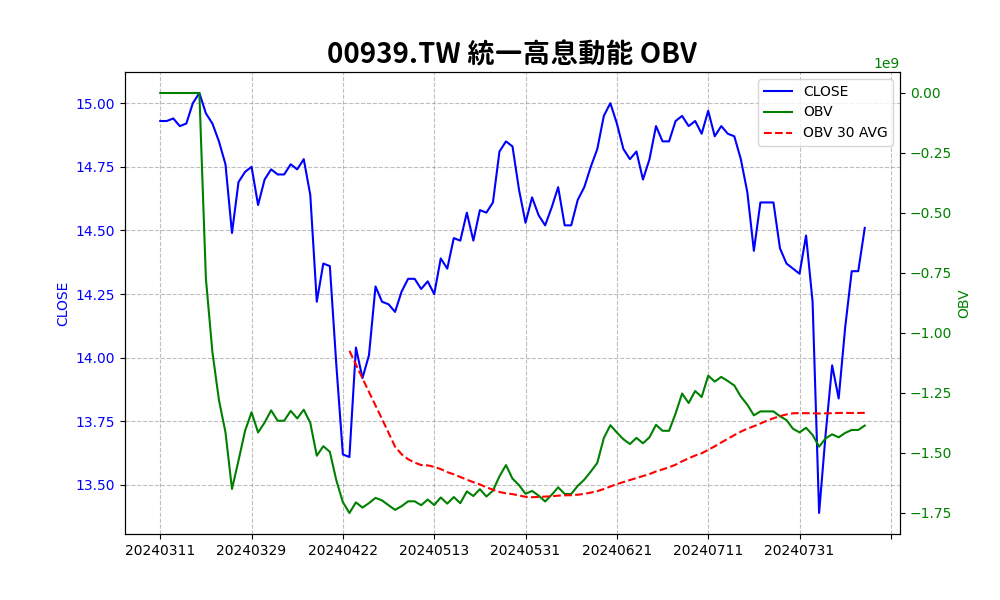 00939.TW 統一高息動能 OBV
1e9
CLOSE
OBV
OBV 30 AVG
15.00
14.75
14.50
14.25
14.00
13.75
13.50
CLOSE
0.00
−0.25
−0.50
−0.75
−1.00
−1.25
−1.50
−1.75
OBV
20240311 20240329 20240422 20240513 20240531 20240621 20240711 20240731